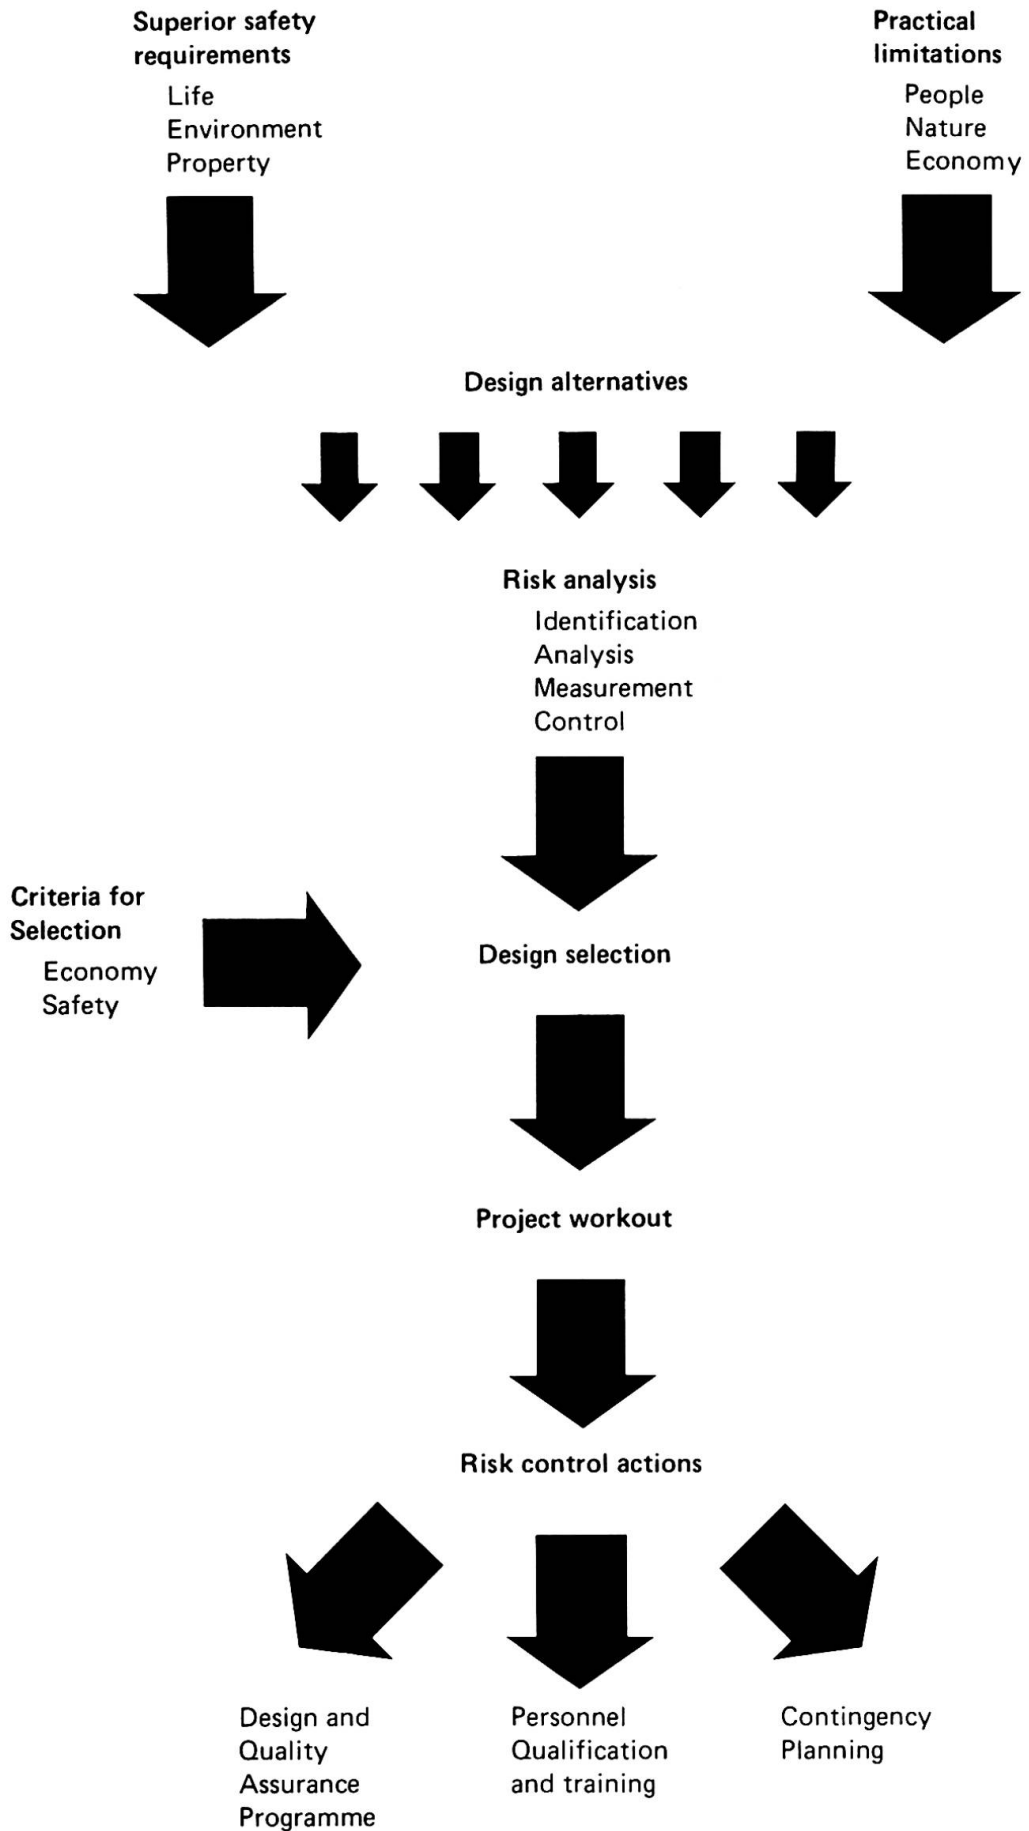 Superior safety
requirements
Life
Environment
Property
Practical
limitations
People
Nature
Economy
Design alternatives
Risk analysis
Identification
Analysis
Measurement
Control
Criteria for
Selection
Economy
Safety
Design selection
Project workout
Risk control actions
Design and
Quality
Assurance
Programme
Personnel
Qualification
and training
Contingency
Planning